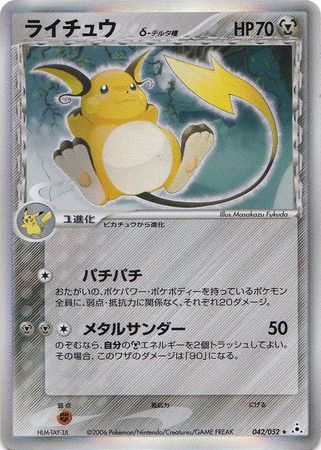 ライチュウ δ-デルタ種 HP70
Illus.Masakazu Fukuda
1進化 ピカチュウから進化
パチパチ
おたがいの、ポケパワー・ポケボディーを持っているポケモン
全員に、弱点・抵抗力に関係なく、それぞれ20ダメージ。
メタルサンダー 50
のぞむなら、自分の エネルギーを2個トラッシュしてよい。
その場合、このワザのダメージは「90」になる。
弱点 抵抗力 にげる
HLM-TAY-3JL ©2006 Pokémon/Nintendo/Creatures/GAME FREAK 042/052 ★